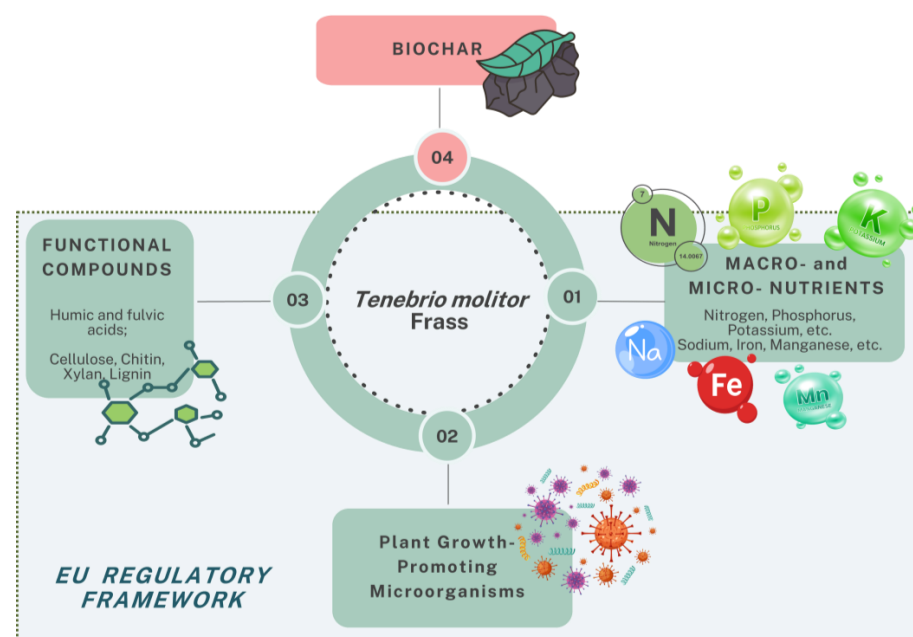 BIOCHAR
04
7
N
Nitrogen
14.0067
P
K
POTASSIUM
FUNCTIONAL
COMPOUNDS
Humic and fulvic
acids;
Cellulose, Chitin,
Xylan, Lignin
03
Tenebrio molitor
Frass
01
MACRO- and
MICRO- NUTRIENTS
Nitrogen, Phosphorus,
Potassium, etc.
Sodium, Iron, Manganese, etc.
Na
Fe
Mn
02
Plant Growth-
Promoting
Microorganisms
EU REGULATORY
FRAMEWORK